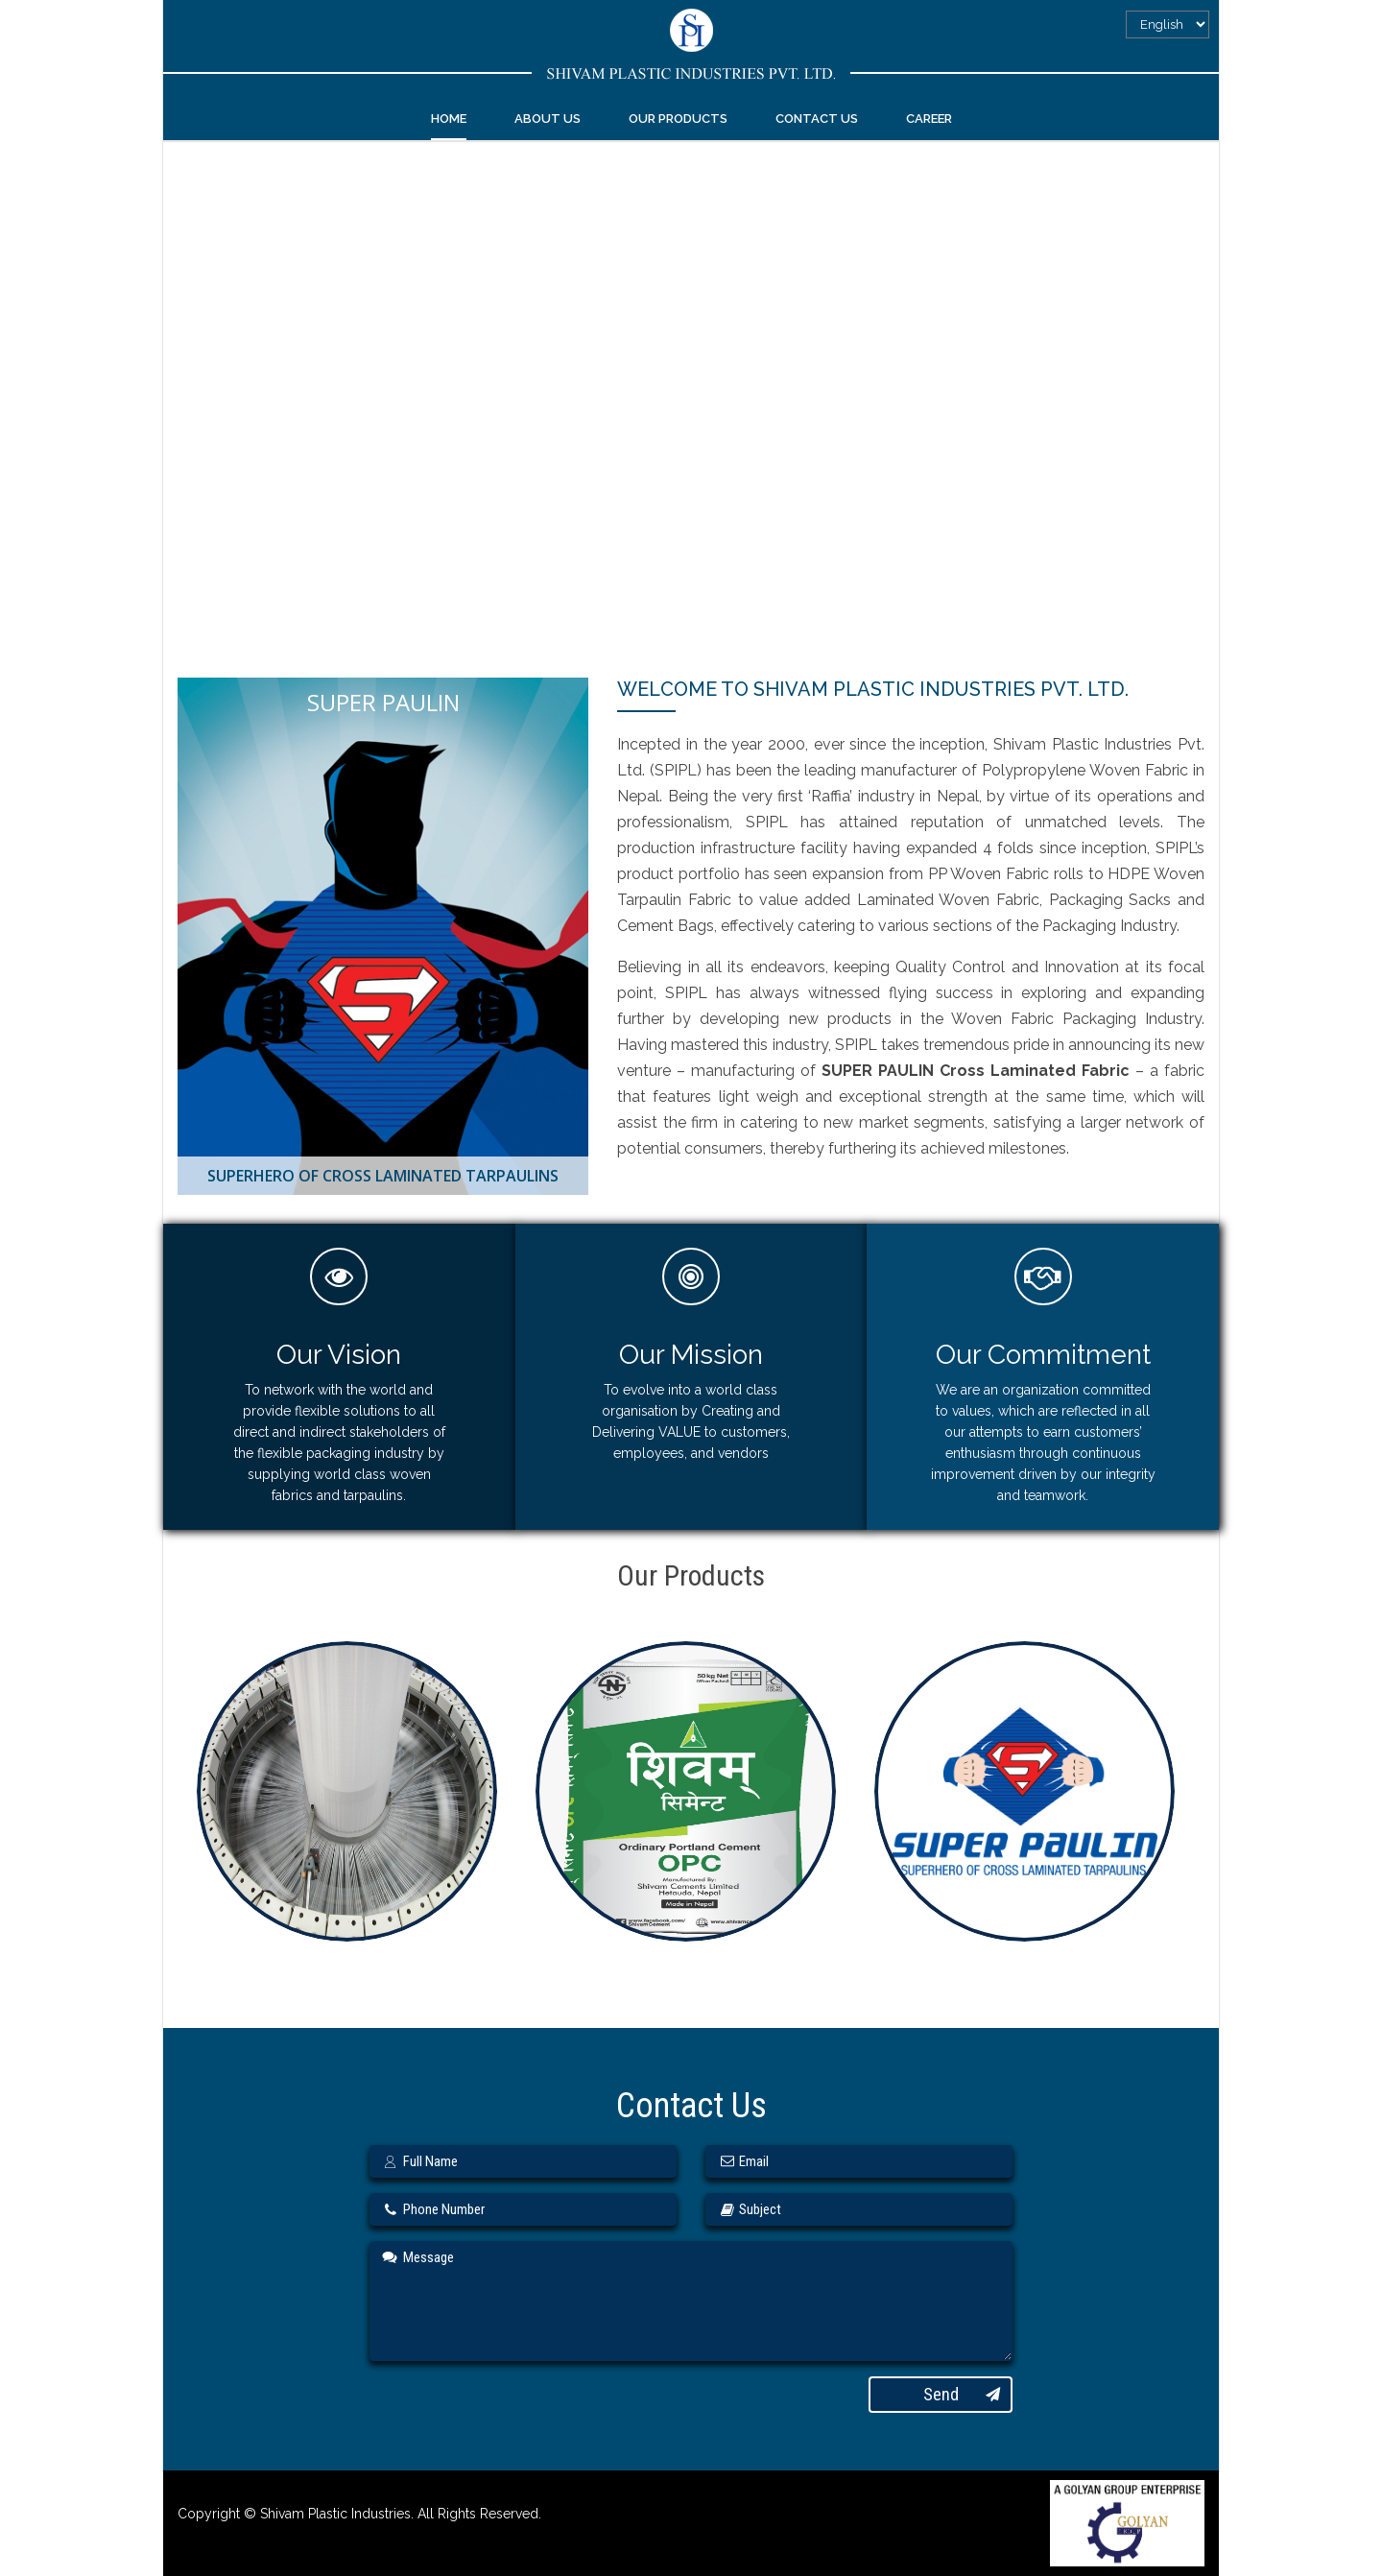 SPI
English
SHIVAM PLASTIC INDUSTRIES PVT. LTD.
HOME
ABOUT US
OUR PRODUCTS
CONTACT US
CAREER
SUPER PAULIN
S
SUPERHERO OF CROSS LAMINATED TARPAULINS
WELCOME TO SHIVAM PLASTIC INDUSTRIES PVT. LTD.
Incepted in the year 2000, ever since the inception, Shivam Plastic Industries Pvt.
Ltd. (SPIPL) has been the leading manufacturer of Polypropylene Woven Fabric in
Nepal. Being the very first ‘Raffia’ industry in Nepal, by virtue of its operations and
professionalism, SPIPL has attained reputation of unmatched levels. The
production infrastructure facility having expanded 4 folds since inception, SPIPL’s
product portfolio has seen expansion from PP Woven Fabric rolls to HDPE Woven
Tarpaulin Fabric to value added Laminated Woven Fabric, Packaging Sacks and
Cement Bags, effectively catering to various sections of the Packaging Industry.
Believing in all its endeavors, keeping Quality Control and Innovation at its focal
point, SPIPL has always witnessed flying success in exploring and expanding
further by developing new products in the Woven Fabric Packaging Industry.
Having mastered this industry, SPIPL takes tremendous pride in announcing its new
venture – manufacturing of SUPER PAULIN Cross Laminated Fabric – a fabric
that features light weigh and exceptional strength at the same time, which will
assist the firm in catering to new market segments, satisfying a larger network of
potential consumers, thereby furthering its achieved milestones.
Our Vision
To network with the world and
provide flexible solutions to all
direct and indirect stakeholders of
the flexible packaging industry by
supplying world class woven
fabrics and tarpaulins.
Our Mission
To evolve into a world class
organisation by Creating and
Delivering VALUE to customers,
employees, and vendors
Our Commitment
We are an organization committed
to values, which are reflected in all
our attempts to earn customers’
enthusiasm through continuous
improvement driven by our integrity
and teamwork.
Our Products
50 kg Net
शिवम्
सिमेन्ट
Ordinary Portland Cement
OPC
Manufactured By:
Shivam Cements Limited
Hetauda, Nepal
Made in Nepal
www.facebook.com/
ShivamCement
S
SUPER PAULIN
SUPERHERO OF CROSS LAMINATED TARPAULINS
Contact Us
Full Name
Email
Phone Number
Subject
Message
Send
Copyright © Shivam Plastic Industries. All Rights Reserved.
A GOLYAN GROUP ENTERPRISE
GOLYAN